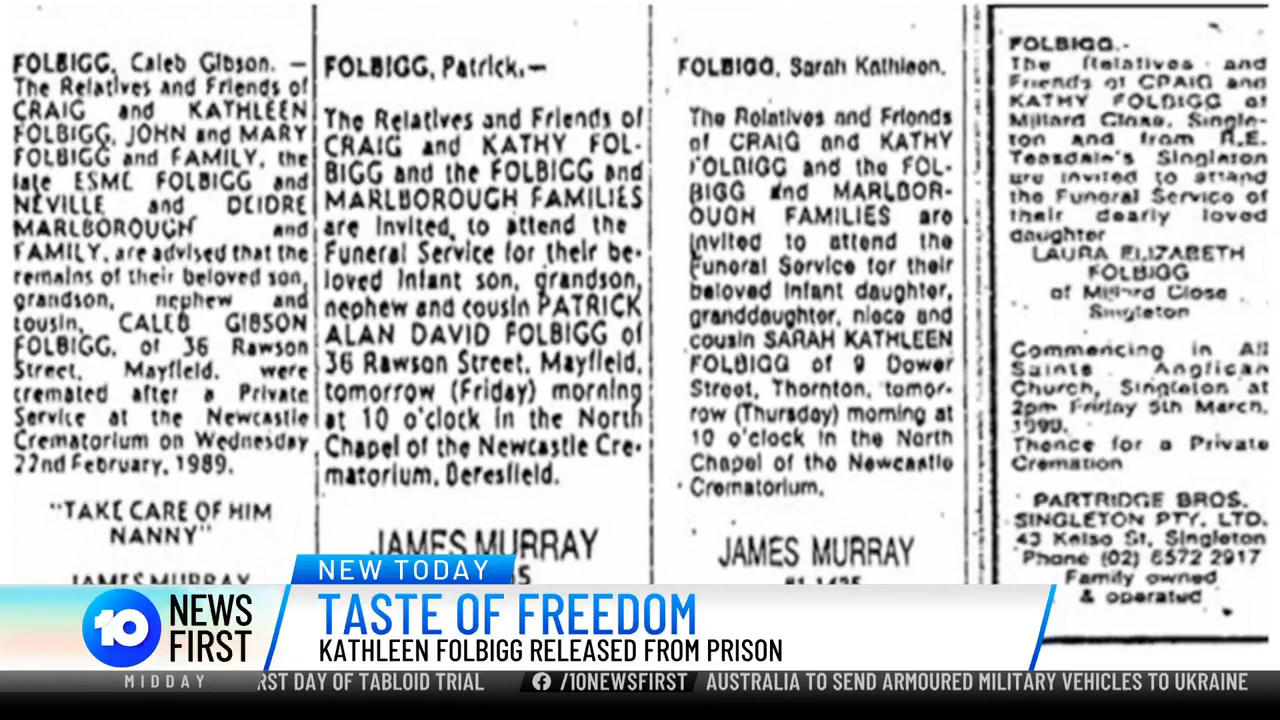 FOLBIGG, Caleb Gibson. —
The Relatives and Friends of
CRAIG and KATHLEEN
FOLBIGG, JOHN and MARY
FOLBIGG and FAMILY, the
late ESME FOLBIGG and
NEVILLE and DEIDRE
MARLBOROUGH and
FAMILY, are advised that the
remains of their beloved son,
grandson, nephew and
cousin, CALEB GIBSON
FOLBIGG, of 36 Rawson
Street, Mayfield, were
cremated after a Private
Service at the Newcastle
Crematorium on Wednesday
22nd February, 1989.
"TAKE CARE OF HIM
NANNY"
JAMES MURRAY
FOLBIGG, Patrick.—
The Relatives and Friends of
CRAIG and KATHY FOL-
BIGG and the FOLBIGG and
MARLBOROUGH FAMILIES
are invited, to attend the
Funeral Service for their be-
loved infant son, grandson,
nephew and cousin PATRICK
ALAN DAVID FOLBIGG of
36 Rawson Street, Mayfield,
tomorrow (Friday) morning
at 10 o'clock in the North
Chapel of the Newcastle Cre-
matorium, Beresfield.
JAMES MURRAY
FOLBIGG, Sarah Kathleen.
The Relatives and Friends
of CRAIG and KATHY
FOLBIGG and the FOL-
BIGG and MARLBOR-
OUGH FAMILIES are
invited to attend the
Funeral Service for their
beloved infant daughter,
granddaughter, niece and
cousin SARAH KATHLEEN
FOLBIGG of 9 Dower
Street, Thornton, tomor-
row (Thursday) morning at
10 o'clock in the North
Chapel of the Newcastle
Crematorium.
JAMES MURRAY
FOLBIGG.-
The Relatives and
Friends of CRAIG and
KATHY FOLBIGG of
Millard Close, Single-
ton and from R.E.
Teasdale's Singleton
are invited to attend
the Funeral Service of
their dearly loved
daughter
LAURA ELIZABETH
FOLBIGG
of Millard Close
Singleton
Commencing in All
Saints Anglican
Church, Singleton at
2pm Friday 5th March,
1999.
Thence for a Private
Cremation
PARTRIDGE BROS.
SINGLETON PTY. LTD.
43 Kelso St, Singleton
Phone (02) 6572 2917
Family owned
& operated
NEW TODAY
10 NEWS FIRST
TASTE OF FREEDOM
KATHLEEN FOLBIGG RELEASED FROM PRISON
MIDDAY
RST DAY OF TABLOID TRIAL /10NEWSFIRST AUSTRALIA TO SEND ARMOURED MILITARY VEHICLES TO UKRAINE